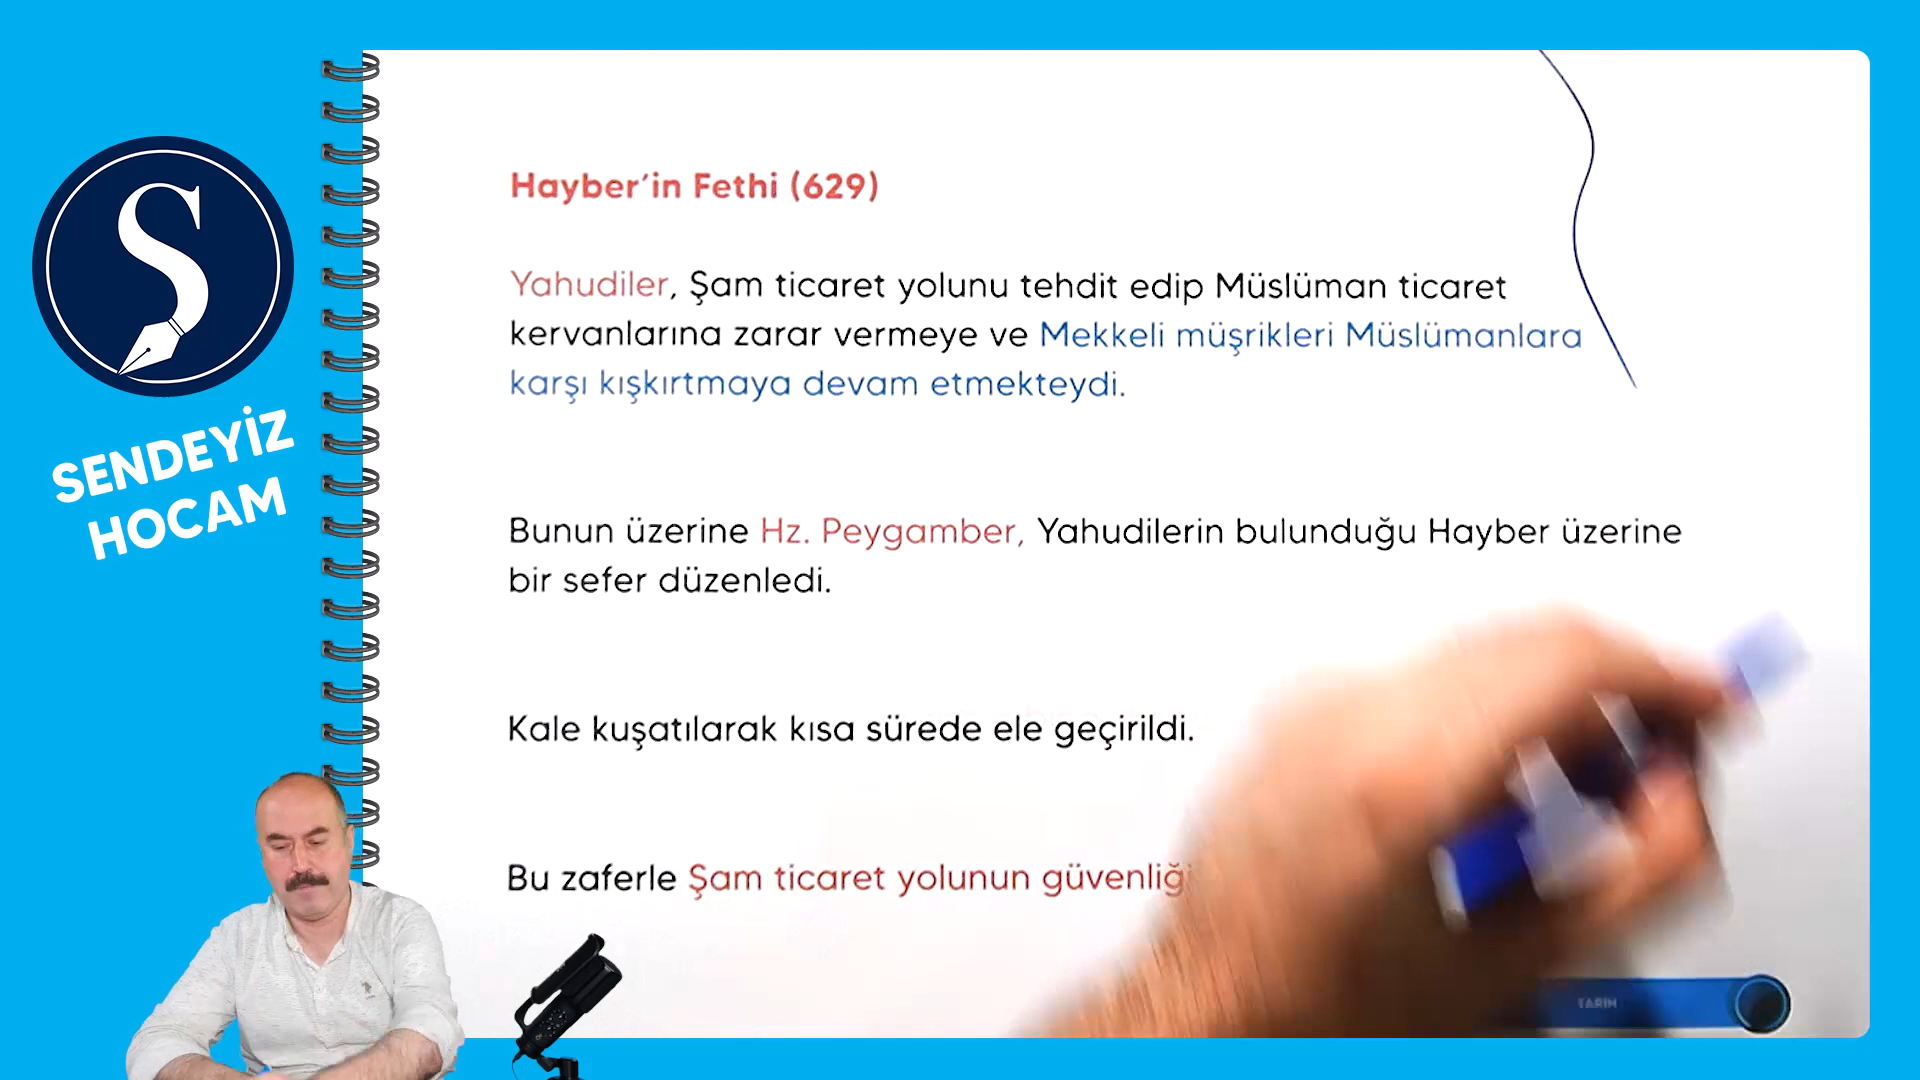 SENDEYİZ
HOCAM
Hayber'in Fethi (629)
Yahudiler, Şam ticaret yolunu tehdit edip Müslüman ticaret
kervanlarına zarar vermeye ve Mekkeli müşrikleri Müslümanlara
karşı kışkırtmaya devam etmekteydi.
Bunun üzerine Hz. Peygamber, Yahudilerin bulunduğu Hayber üzerine
bir sefer düzenledi.
Kale kuşatılarak kısa sürede ele geçirildi.
Bu zaferle Şam ticaret yolunun güvenliği
TARİH